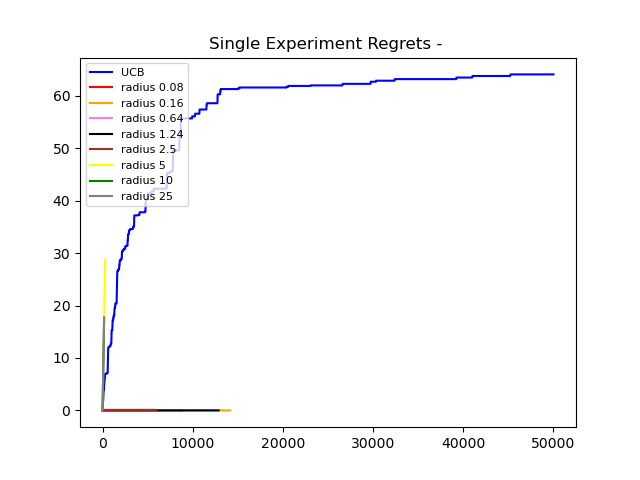 Single Experiment Regrets -
UCB
radius 0.08
radius 0.16
radius 0.64
radius 1.24
radius 2.5
radius 5
radius 10
radius 25
60
50
40
30
20
10
0
0 10000 20000 30000 40000 50000